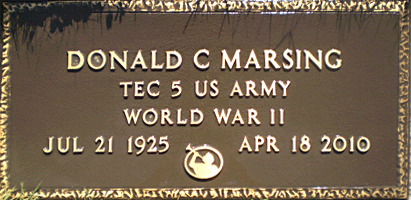 DONALD C MARSING
TEC 5 US ARMY
WORLD WAR II
JUL 21 1925 APR 18 2010